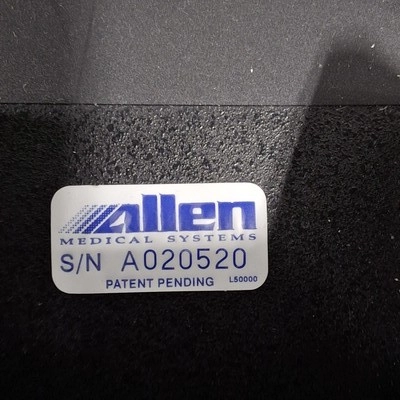 Allen
MEDICAL SYSTEMS
S/N A020520
PATENT PENDING L50000